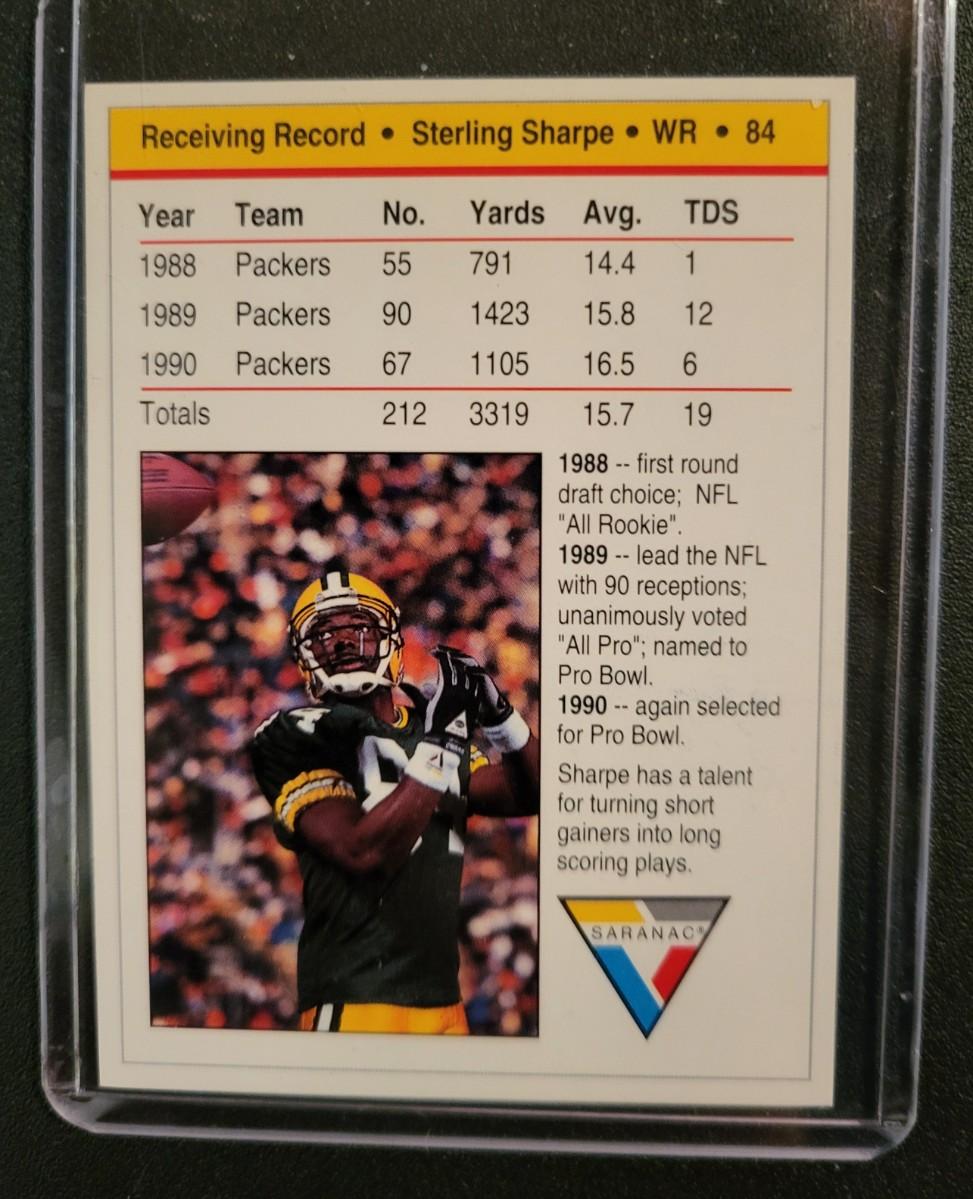 Receiving Record • Sterling Sharpe • WR • 84
Year Team No. Yards Avg. TDS
1988 Packers 55 791 14.4 1
1989 Packers 90 1423 15.8 12
1990 Packers 67 1105 16.5 6
Totals 212 3319 15.7 19
1988 -- first round
draft choice; NFL
"All Rookie".
1989 -- lead the NFL
with 90 receptions;
unanimously voted
"All Pro"; named to
Pro Bowl.
1990 -- again selected
for Pro Bowl.
Sharpe has a talent
for turning short
gainers into long
scoring plays.
SARANAC®